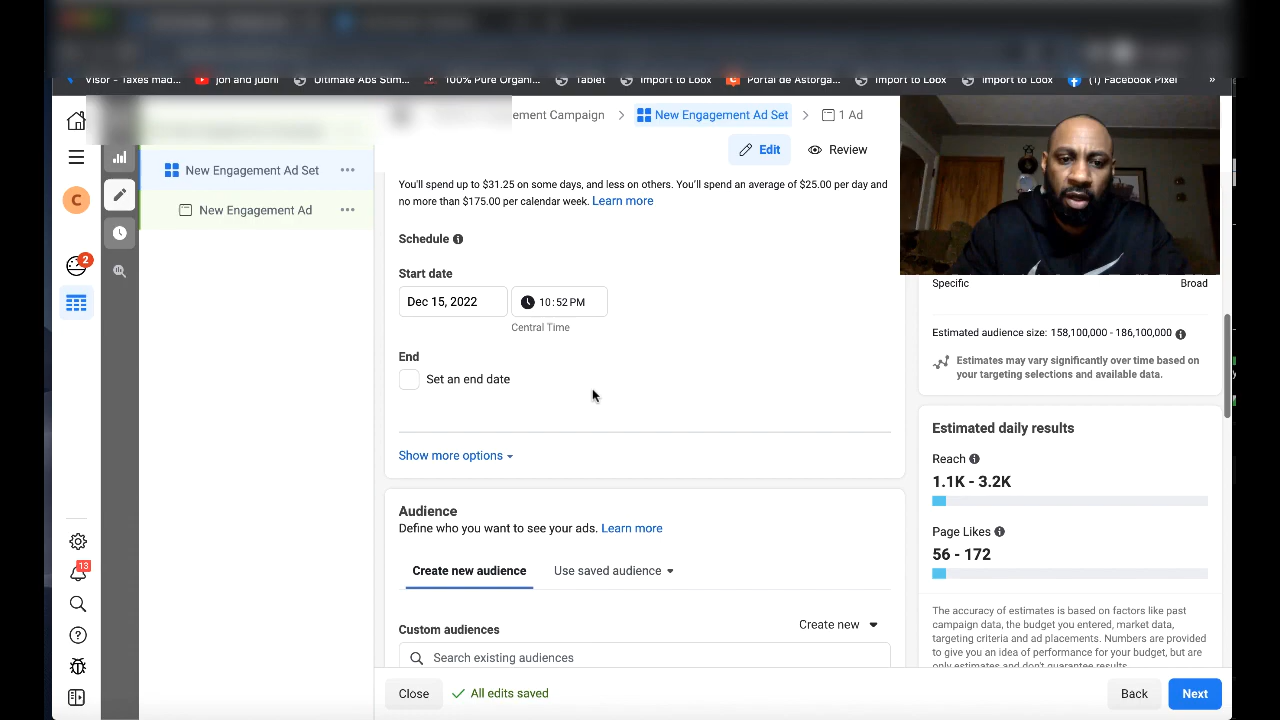 Visor - Taxes mad...
jon and jubril
Ultimate Abs Stim...
100% Pure Organi...
Tablet
Import to Loox
Portal de Astorga...
Import to Loox
Import to Loox
(1) Facebook Pixel
»
ement Campaign
New Engagement Ad Set
1 Ad
Edit
Review
C
2
13
New Engagement Ad Set
New Engagement Ad
You'll spend up to $31.25 on some days, and less on others. You'll spend an average of $25.00 per day and
no more than $175.00 per calendar week. Learn more
Schedule
Start date
Dec 15, 2022
10:52 PM
Central Time
End
Set an end date
Show more options
Audience
Define who you want to see your ads. Learn more
Create new audience
Use saved audience
Custom audiences
Create new
Search existing audiences
Close
All edits saved
Back
Next
Specific
Broad
Estimated audience size: 158,100,000 - 186,100,000
Estimates may vary significantly over time based on
your targeting selections and available data.
Estimated daily results
Reach
1.1K - 3.2K
Page Likes
56 - 172
The accuracy of estimates is based on factors like past
campaign data, the budget you entered, market data,
targeting criteria and ad placements. Numbers are provided
to give you an idea of performance for your budget, but are
only estimates and don't guarantee results.